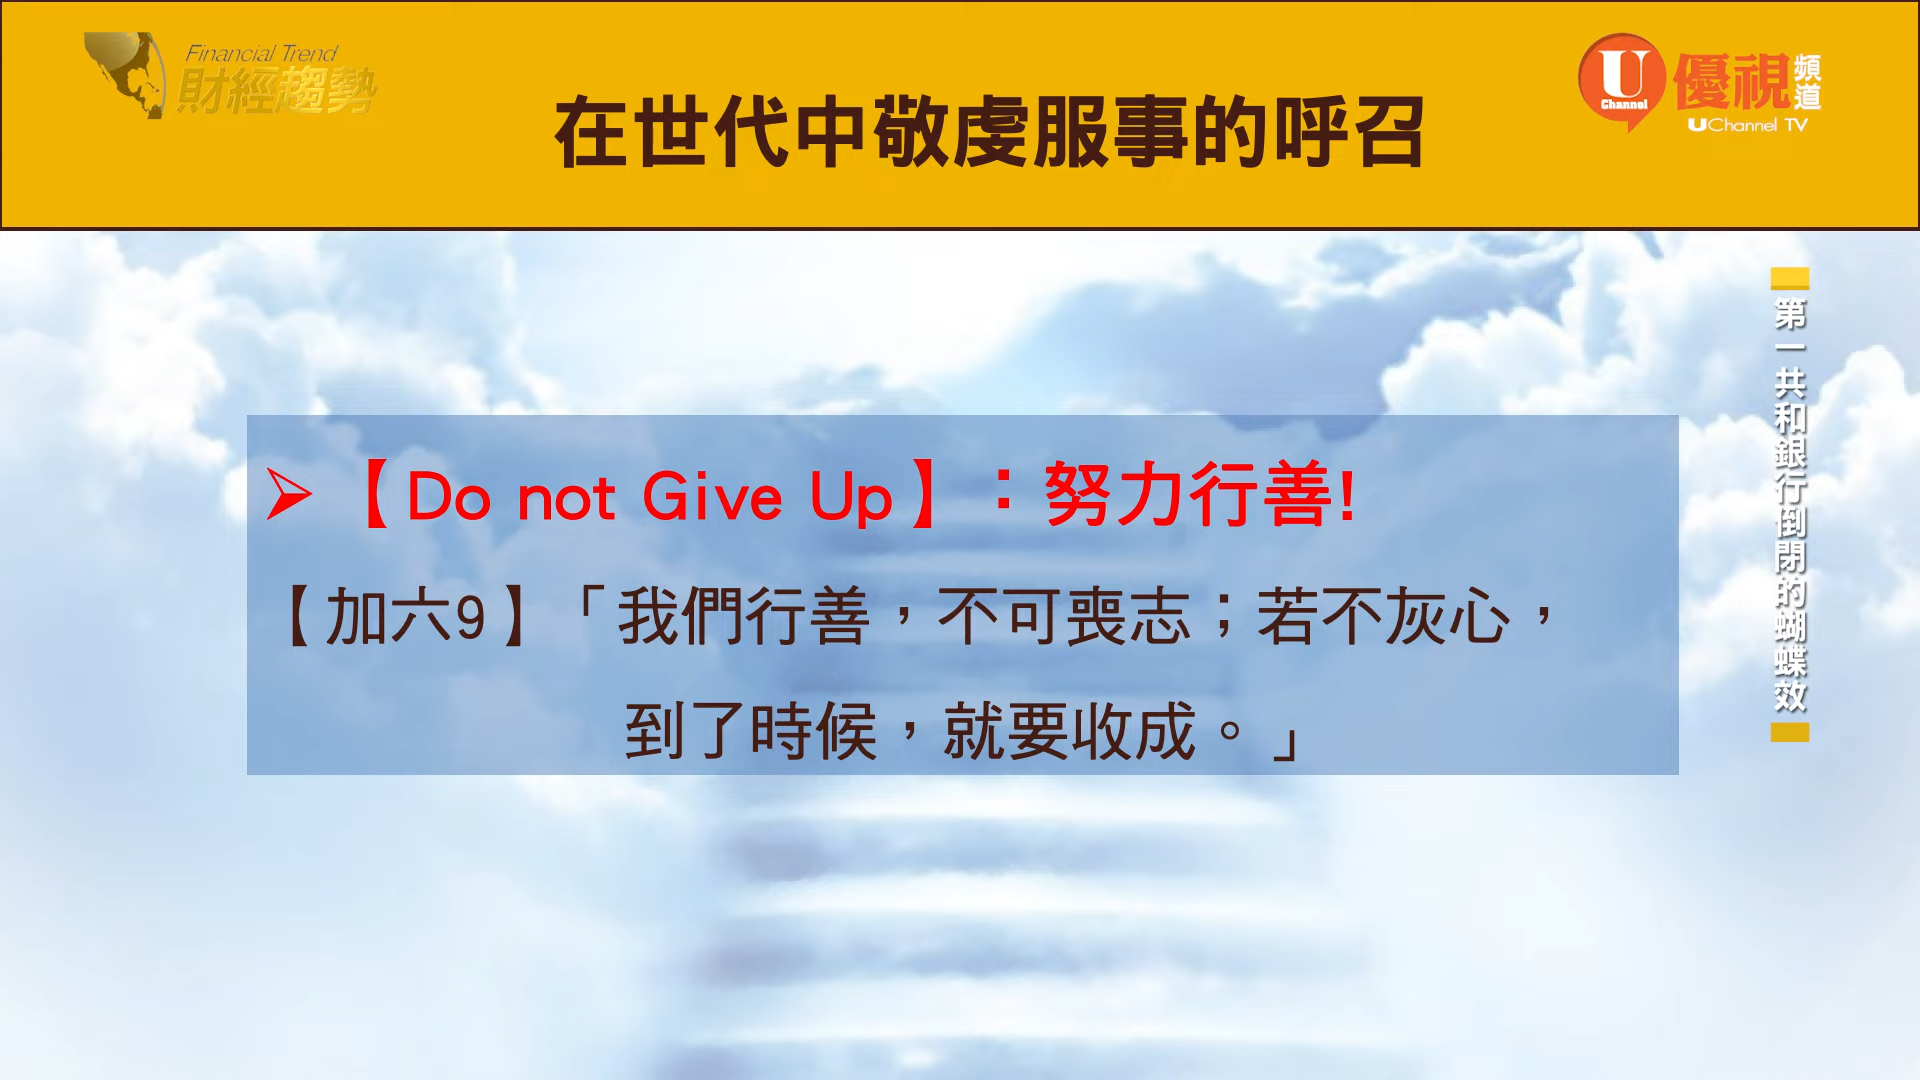 Financial Trend
財經趨勢
在世代中敬虔服事的呼召
U
Channel
優視
頻道
UChannel TV
➢【Do not Give Up】：努力行善!
【加六9】「我們行善，不可喪志；若不灰心，
到了時候，就要收成。」
第一共和銀行倒閉的蝴蝶效